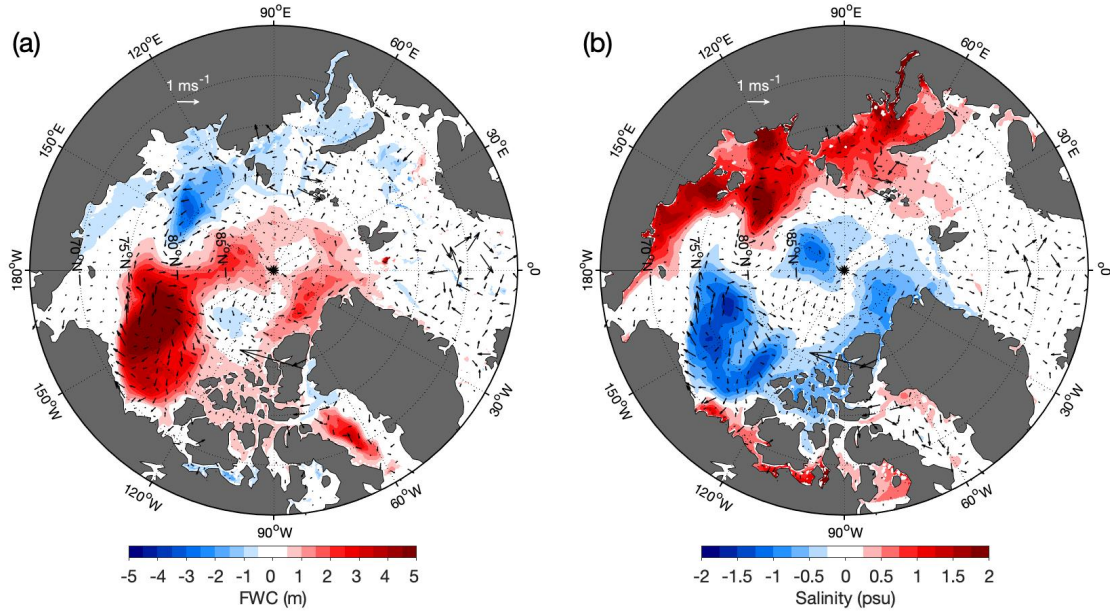 (a)
90°E
120°E
60°E
1 ms⁻¹
150°E
30°E
70°N
75°N
80°N
85°N
180°W
0°
150°W
30°W
120°W
60°W
90°W
-5 -4 -3 -2 -1 0 1 2 3 4 5
FWC (m)
(b)
90°E
120°E
60°E
1 ms⁻¹
150°E
30°E
70°N
75°N
80°N
85°N
180°W
0°
150°W
30°W
120°W
60°W
90°W
-2 -1.5 -1 -0.5 0 0.5 1 1.5 2
Salinity (psu)